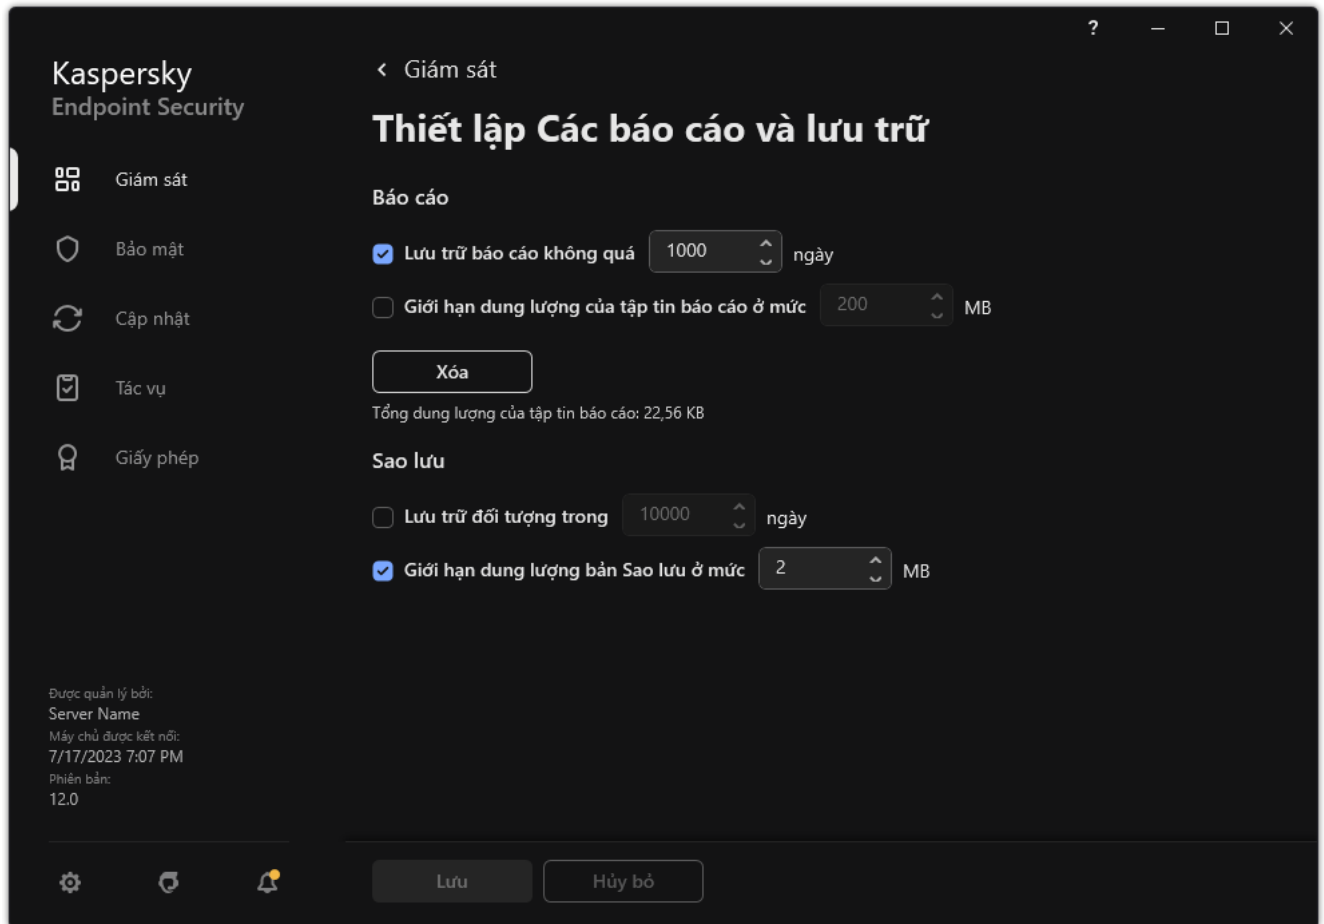 ?
Kaspersky
Endpoint Security
Giám sát
Bảo mật
Cập nhật
Tác vụ
Giấy phép
Được quản lý bởi:
Server Name
Máy chủ được kết nối:
7/17/2023 7:07 PM
Phiên bản:
12.0
Giám sát
Thiết lập Các báo cáo và lưu trữ
Báo cáo
Lưu trữ báo cáo không quá 1000 ngày
Giới hạn dung lượng của tập tin báo cáo ở mức 200 MB
Xóa
Tổng dung lượng của tập tin báo cáo: 22,56 KB
Sao lưu
Lưu trữ đối tượng trong 10000 ngày
Giới hạn dung lượng bản Sao lưu ở mức 2 MB
Lưu Hủy bỏ